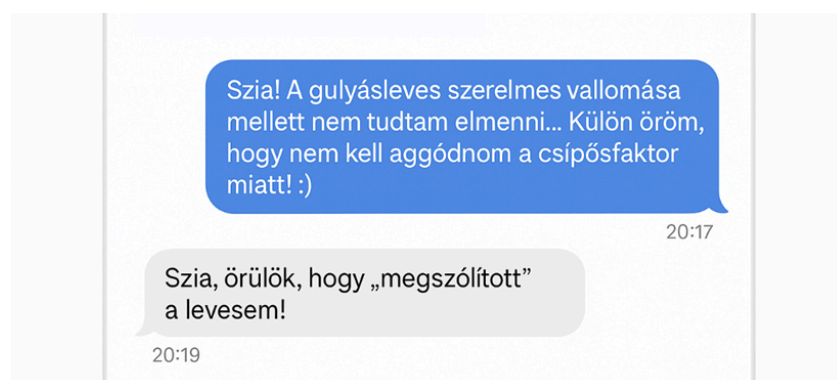 Szia! A gulyásleves szerelmes vallomása
mellett nem tudtam elmenni... Külön öröm,
hogy nem kell aggódnom a csípősfaktor
miatt! :)
20:17
Szia, örülök, hogy „megszólított”
a levesem!
20:19